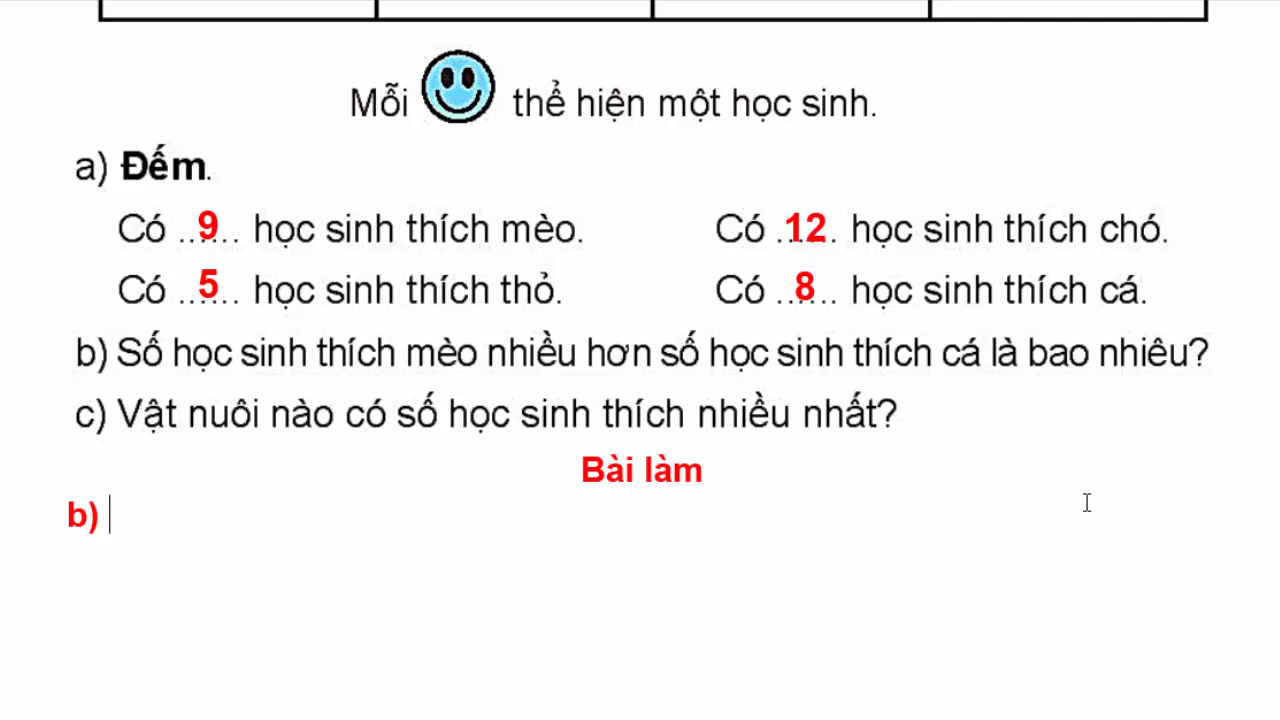 Mỗi thể hiện một học sinh.
a) Đếm.
Có ..9.... học sinh thích mèo. Có ..12.... học sinh thích chó.
Có ..5.... học sinh thích thỏ. Có ..8.... học sinh thích cá.
b) Số học sinh thích mèo nhiều hơn số học sinh thích cá là bao nhiêu?
c) Vật nuôi nào có số học sinh thích nhiều nhất?
Bài làm
b)